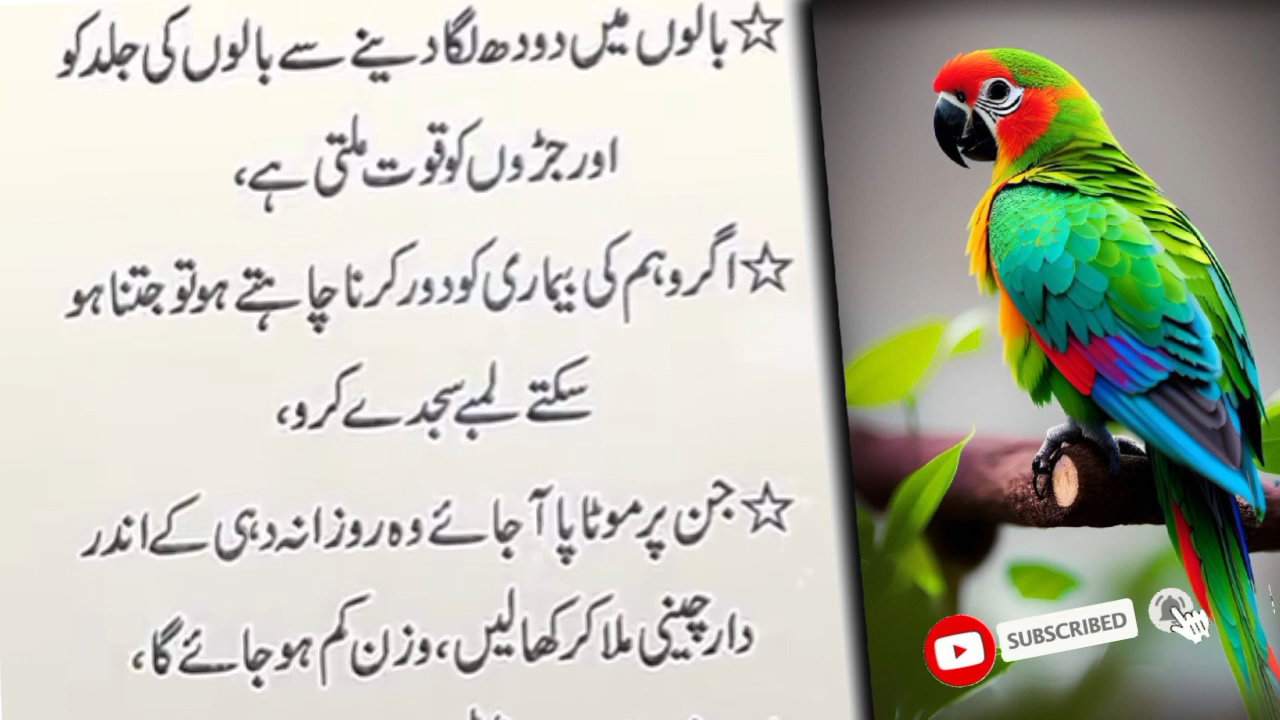 ☆ بالوں میں دودھ لگا دینے سے بالوں کی جلد کو
اور جڑوں کو قوت ملتی ہے،
☆ اگر وہم کی بیماری کو دور کرنا چاہتے ہو تو جتنا ہو
سکتے لمبے سجدے کرو،
☆ جن پر موٹاپا آ جائے وہ روزانہ دہی کے اندر
دار چینی ملا کر کھالیں، وزن کم ہو جائے گا،
SUBSCRIBED